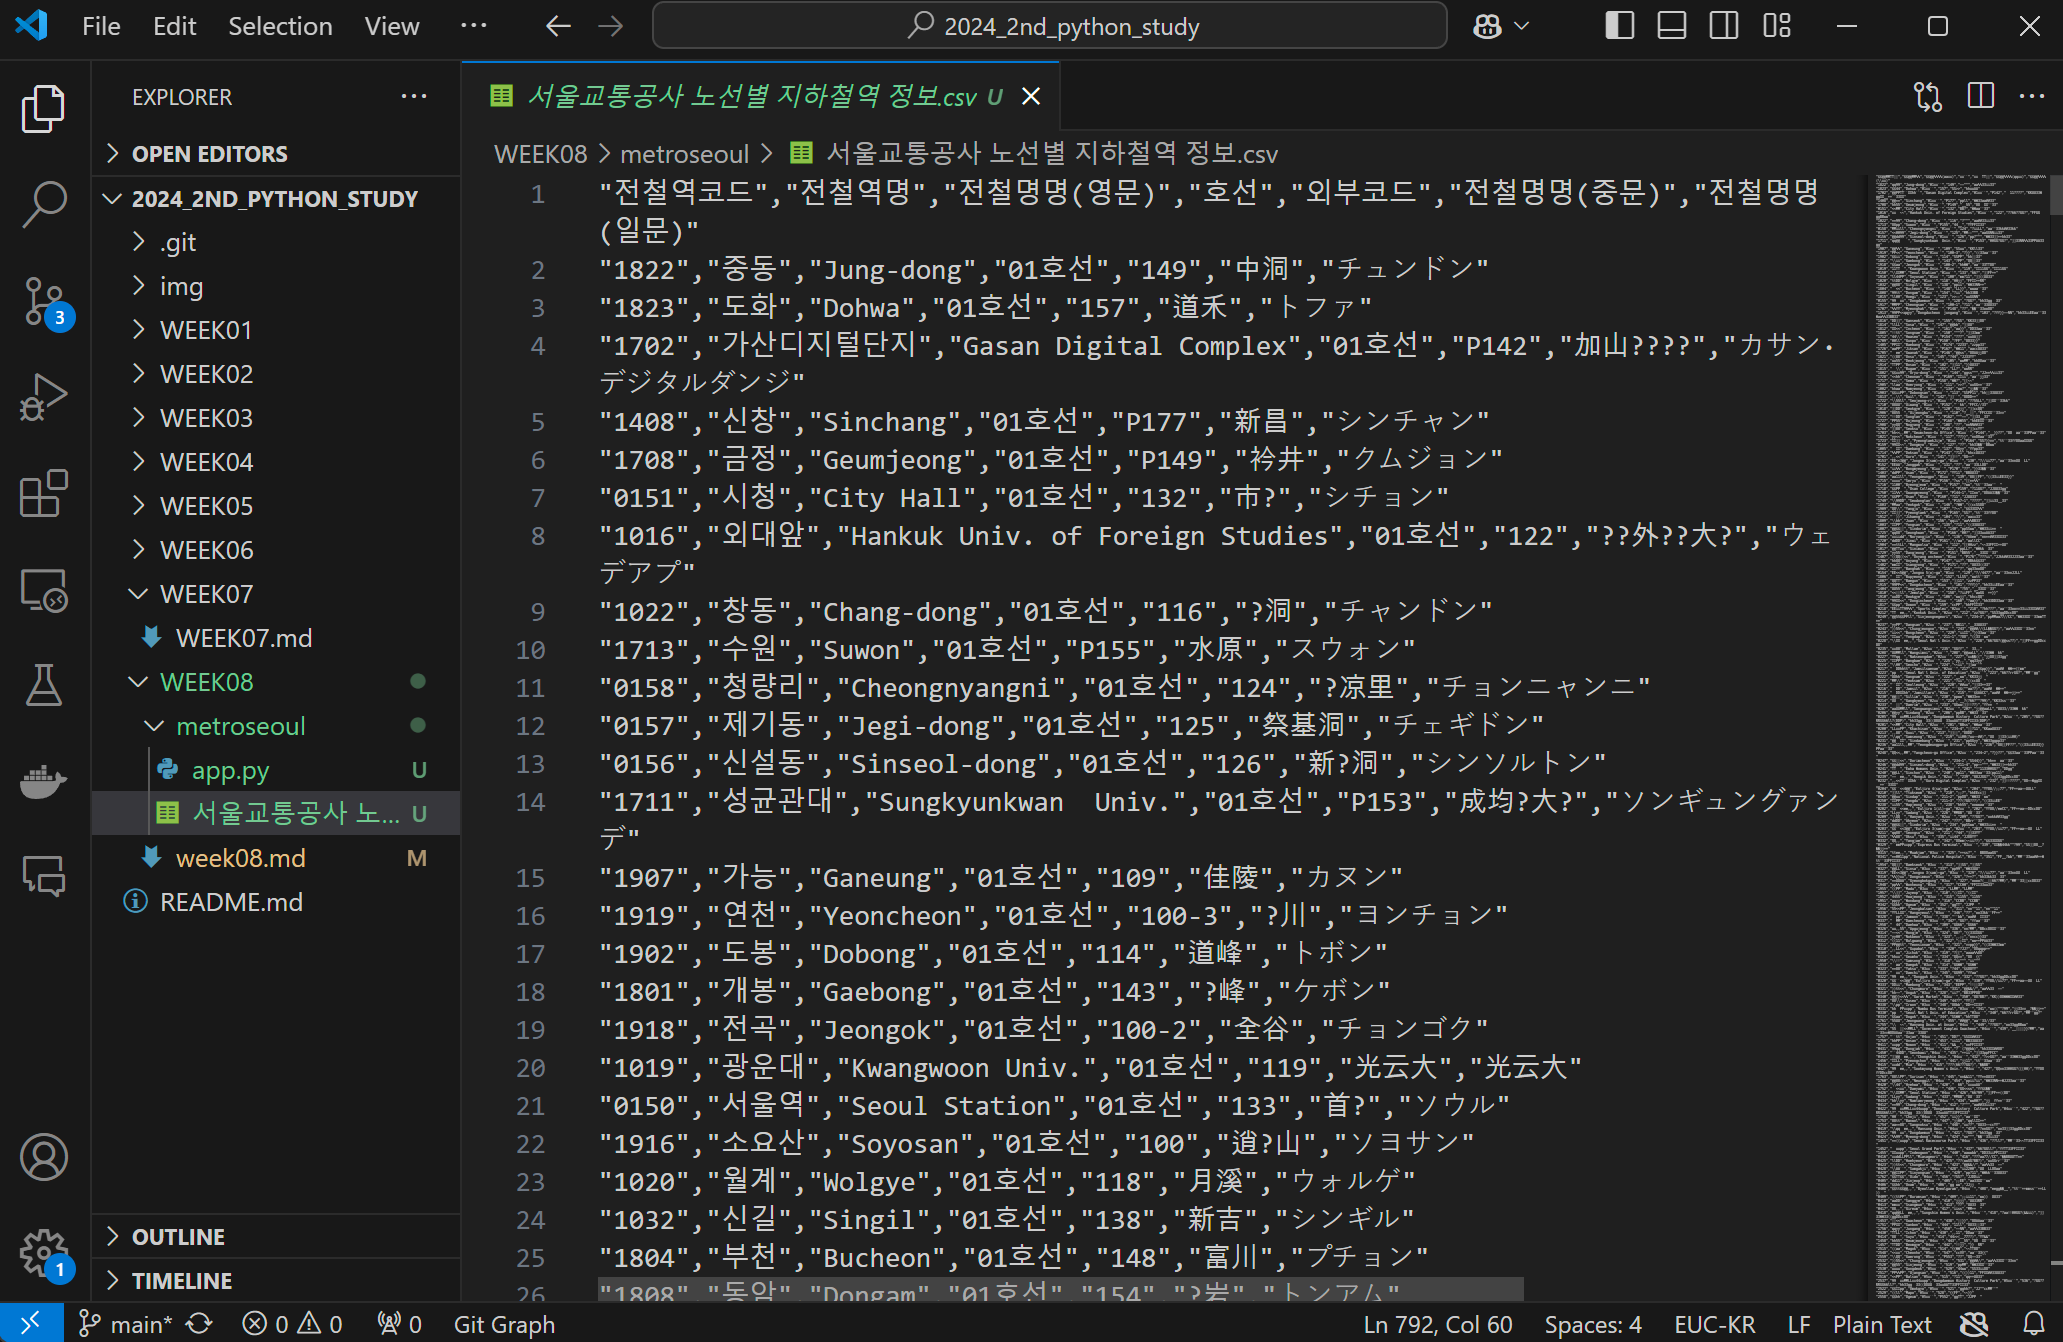 File Edit Selection View ··· 2024_2nd_python_study
EXPLORER ···
OPEN EDITORS
2024_2ND_PYTHON_STUDY
.git
img
WEEK01
WEEK02
WEEK03
WEEK04
WEEK05
WEEK06
WEEK07
WEEK07.md
WEEK08
metroseoul
app.py U
서울교통공사 노... U
week08.md M
README.md
OUTLINE
TIMELINE
3
1
서울교통공사 노선별 지하철역 정보.csv U
WEEK08 > metroseoul > 서울교통공사 노선별 지하철역 정보.csv
1 "전철역코드","전철역명","전철명명(영문)","호선","외부코드","전철명명(중문)","전철명명
(일문)"
2 "1822","중동","Jung-dong","01호선","149","中洞","チュンドン"
3 "1823","도화","Dohwa","01호선","157","道禾","トファ"
4 "1702","가산디지털단지","Gasan Digital Complex","01호선","P142","加山????","カサン·
デジタルダンジ"
5 "1408","신창","Sinchang","01호선","P177","新昌","シンチャン"
6 "1708","금정","Geumjeong","01호선","P149","衿井","クムジョン"
7 "0151","시청","City Hall","01호선","132","市?","シチョン"
8 "1016","외대앞","Hankuk Univ. of Foreign Studies","01호선","122","??外??大?","ウェ
デアプ"
9 "1022","창동","Chang-dong","01호선","116","?洞","チャンドン"
10 "1713","수원","Suwon","01호선","P155","水原","スウォン"
11 "0158","청량리","Cheongnyangni","01호선","124","?凉里","チョンニャンニ"
12 "0157","제기동","Jegi-dong","01호선","125","祭基洞","チェギドン"
13 "0156","신설동","Sinseol-dong","01호선","126","新?洞","シンソルトン"
14 "1711","성균관대","Sungkyunkwan  Univ.","01호선","P153","成均?大?","ソンギュングァン
デ"
15 "1907","가능","Ganeung","01호선","109","佳陵","カヌン"
16 "1919","연천","Yeoncheon","01호선","100-3","?川","ヨンチョン"
17 "1902","도봉","Dobong","01호선","114","道峰","トボン"
18 "1801","개봉","Gaebong","01호선","143","?峰","ケボン"
19 "1918","전곡","Jeongok","01호선","100-2","全谷","チョンゴク"
20 "1019","광운대","Kwangwoon Univ.","01호선","119","光云大","光云大"
21 "0150","서울역","Seoul Station","01호선","133","首?","ソウル"
22 "1916","소요산","Soyosan","01호선","100","逍?山","ソヨサン"
23 "1020","월계","Wolgye","01호선","118","月溪","ウォルゲ"
24 "1032","신길","Singil","01호선","138","新吉","シンギル"
25 "1804","부천","Bucheon","01호선","148","富川","プチョン"
26 "1808","동암","Dongam","01호선","154","?岩","トンアム"
main* 0 0 0 Git Graph Ln 792, Col 60 Spaces: 4 EUC-KR LF Plain Text